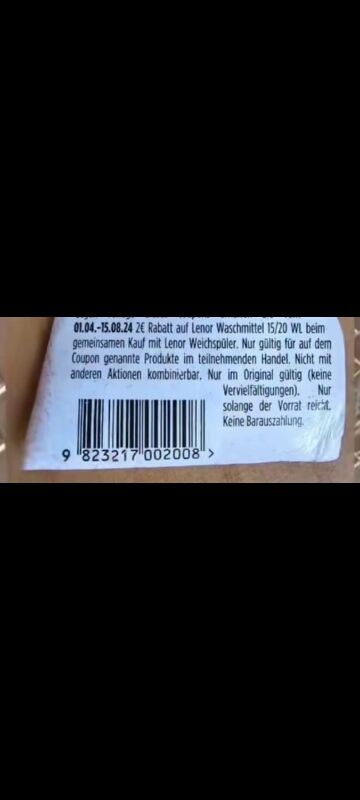 01.04.-15.08.24 2€ Rabatt auf Lenor Waschmittel 15/20 WL beim
gemeinsamen Kauf mit Lenor Weichspüler. Nur gültig für auf dem
Coupon genannte Produkte im teilnehmenden Handel. Nicht mit
anderen Aktionen kombinierbar. Nur im Original gültig (keine
Vervielfältigungen). Nur
solange der Vorrat reicht.
Keine Barauszahlung.
9 823217 002008 >